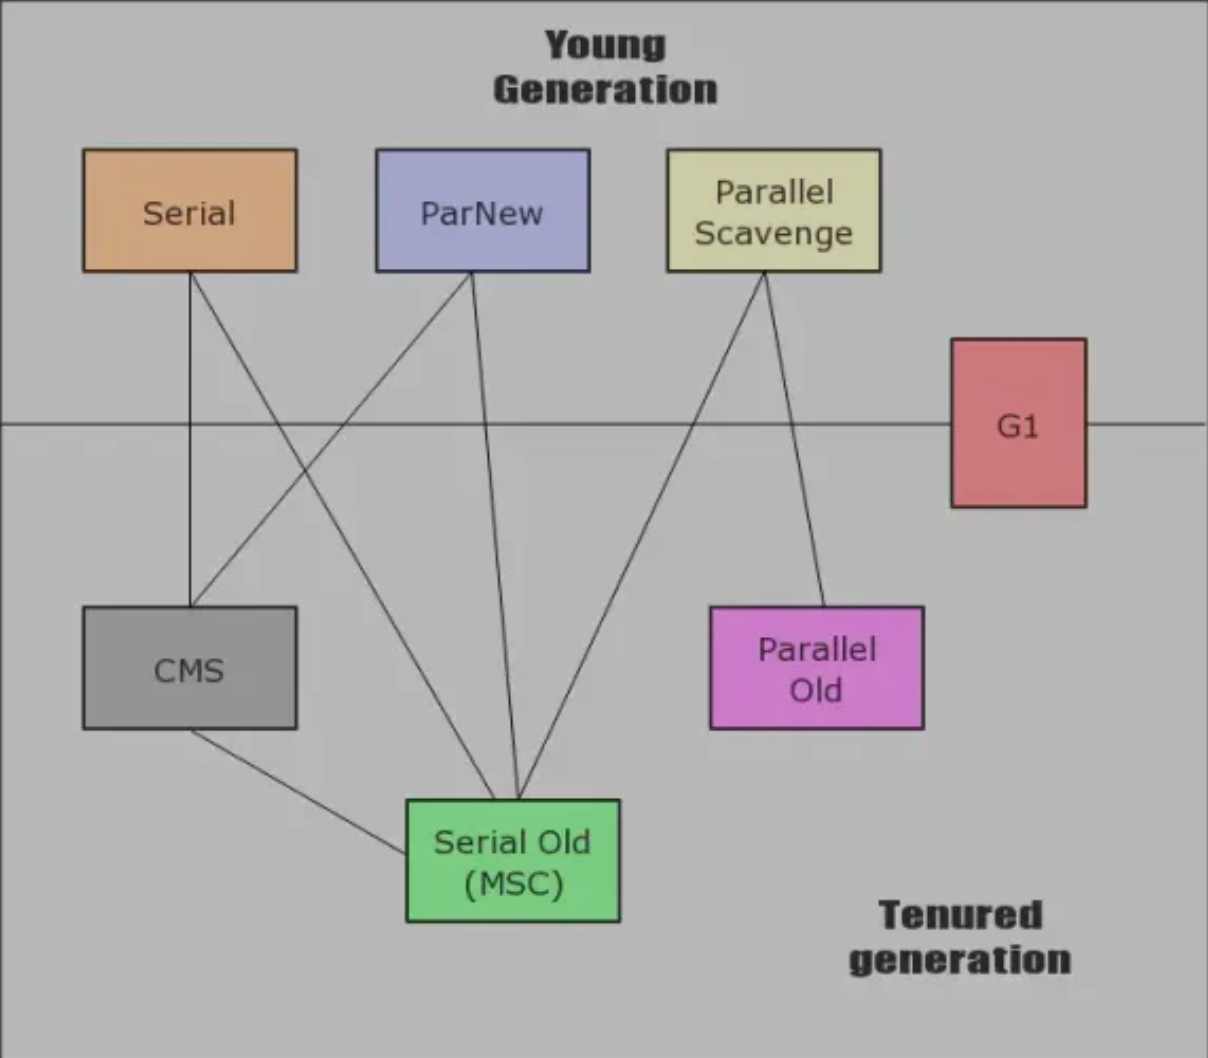 Young
Generation
Serial
ParNew
Parallel
Scavenge
G1
CMS
Parallel
Old
Serial Old
(MSC)
Tenured
generation